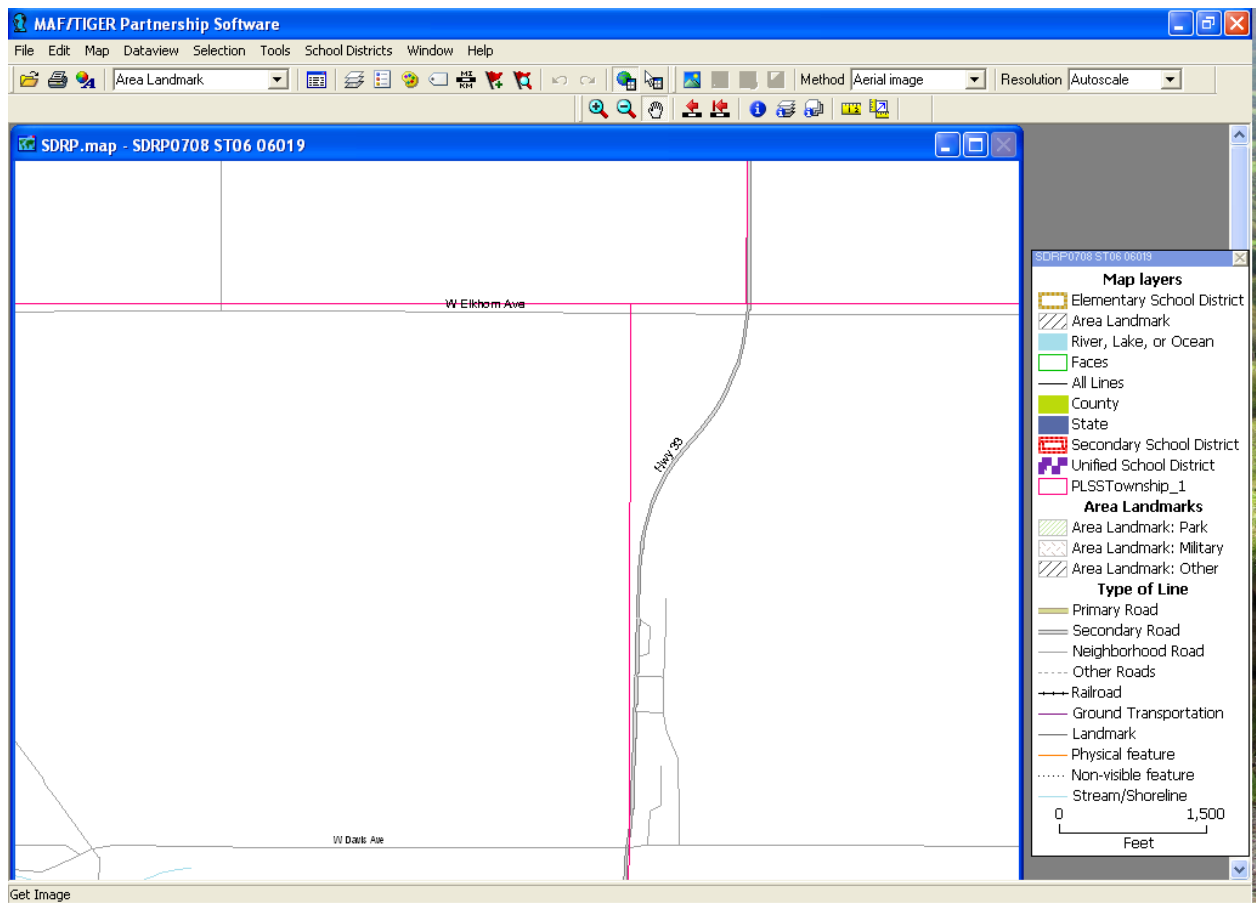 MAF/TIGER Partnership Software
File Edit Map Dataview Selection Tools School Districts Window Help
Area Landmark MI KM Method Aerial image Resolution Autoscale
SDRP.map - SDRP0708 ST06 06019
W Elkhorn Ave
Hwy 33
W Davis Ave
SDRP0708 ST06 06019
Map layers
Elementary School District
Area Landmark
River, Lake, or Ocean
Faces
All Lines
County
State
Secondary School District
Unified School District
PLSSTownship_1
Area Landmarks
Area Landmark: Park
Area Landmark: Military
Area Landmark: Other
Type of Line
Primary Road
Secondary Road
Neighborhood Road
Other Roads
Railroad
Ground Transportation
Landmark
Physical feature
Non-visible feature
Stream/Shoreline
0 1,500
Feet
Get Image